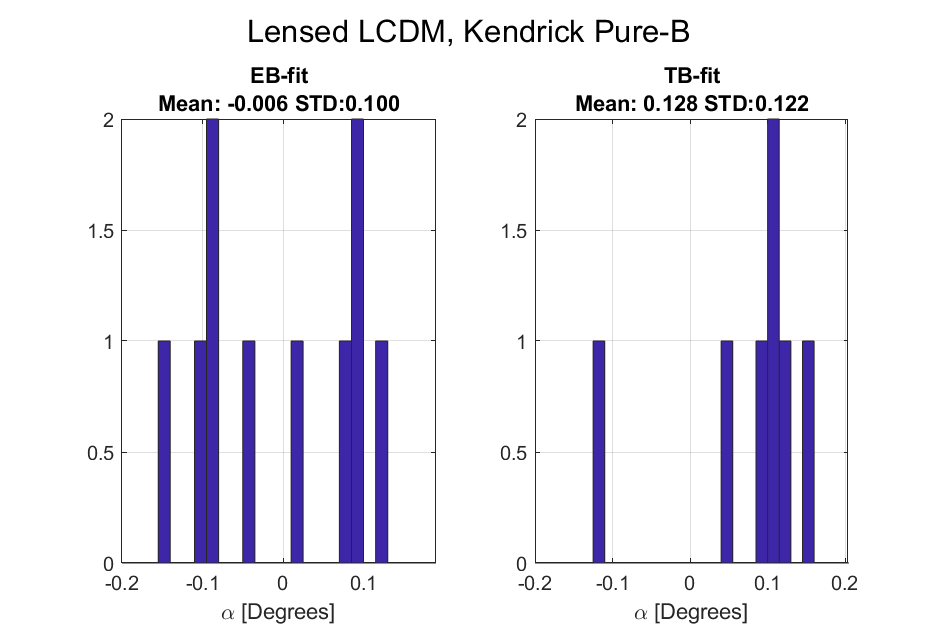 Lensed LCDM, Kendrick Pure-B
EB-fit
Mean: -0.006 STD:0.100
2
1.5
1
0.5
0
-0.2
-0.1
0
0.1
α [Degrees]
TB-fit
Mean: 0.128 STD:0.122
2
1.5
1
0.5
0
-0.2
-0.1
0
0.1
0.2
α [Degrees]